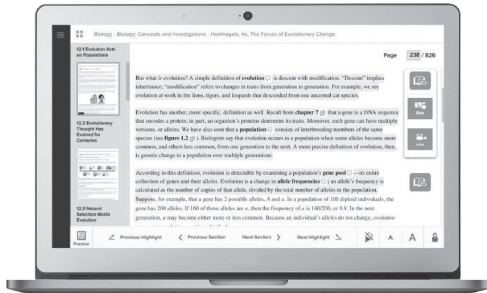 Biology - Biology: Concepts and Investigations - Hoefnagels, 4e, The Forces of Evolutionary Change
12.1 Evolution Acts
on Populations
12.2 Evolutionary
Thought Has
Evolved for
Centuries
12.3 Natural
Selection Molds
Evolution
Page 236 / 826
But what is evolution? A simple definition of evolution is descent with modification. "Descent" implies
inheritance; "modification" refers to changes in traits from generation to generation. For example, we see
evolution at work in the lions, tigers, and leopards that descended from one ancestral cat species.
Evolution has another, more specific, definition as well. Recall from chapter 7 that a gene is a DNA sequence
that encodes a protein; in part, an organism's proteins determine its traits. Moreover, each gene can have multiple
versions, or alleles. We have also seen that a population consists of interbreeding members of the same
species (see figure 1.2). Biologists say that evolution occurs in a population when some alleles become more
common, and others less common, from one generation to the next. A more precise definition of evolution, then,
is genetic change in a population over multiple generations.
According to this definition, evolution is detectable by examining a population's gene pool —its entire
collection of genes and their alleles. Evolution is a change in allele frequencies; an allele's frequency is
calculated as the number of copies of that allele, divided by the total number of alleles in the population.
Suppose, for example, that a gene has 2 possible alleles, A and a. In a population of 100 diploid individuals, the
gene has 200 alleles. If 160 of those alleles are a, then the frequency of a is 160/200, or 0.8. In the next
generation, a may become either more or less common. Because an individual's alleles do not change, evolution
Practice
Previous Highlight
Previous Section
Next Section
Next Highlight
A
A